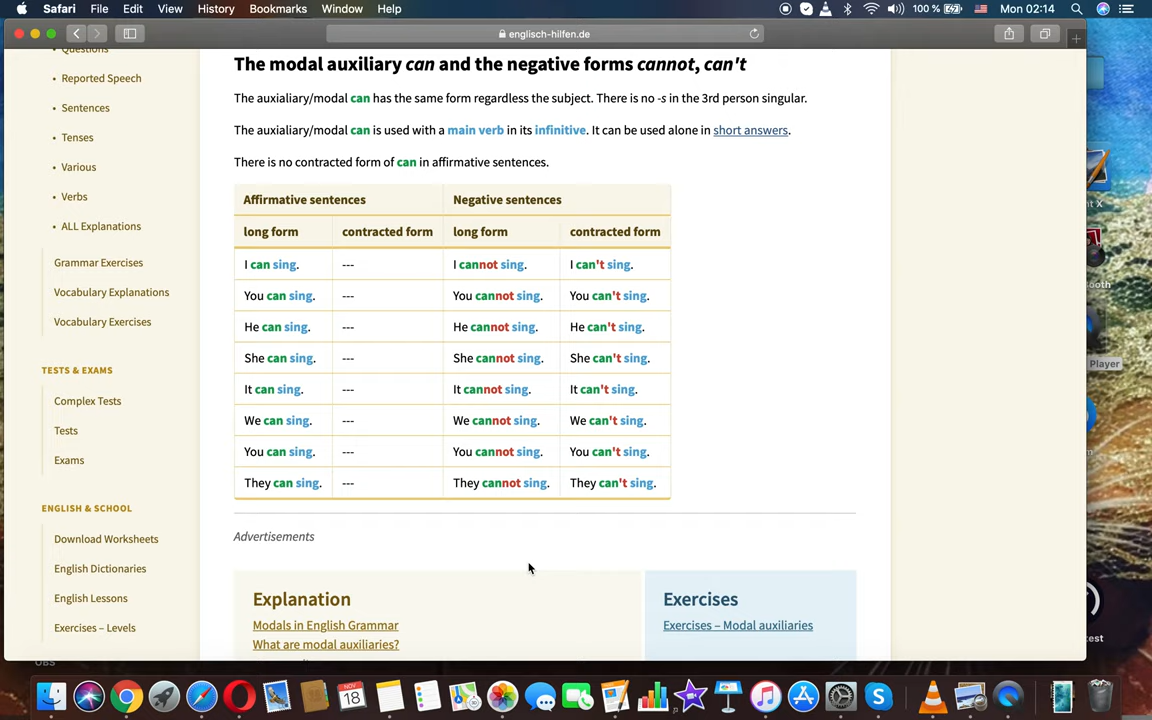 Safari File Edit View History Bookmarks Window Help 100 % Mon 02:14
englisch-hilfen.de
• Questions
• Reported Speech
• Sentences
• Tenses
• Various
• Verbs
• ALL Explanations
Grammar Exercises
Vocabulary Explanations
Vocabulary Exercises
TESTS & EXAMS
Complex Tests
Tests
Exams
ENGLISH & SCHOOL
Download Worksheets
English Dictionaries
English Lessons
Exercises – Levels
The modal auxiliary can and the negative forms cannot, can't
The auxialiary/modal can has the same form regardless the subject. There is no -s in the 3rd person singular.
The auxialiary/modal can is used with a main verb in its infinitive. It can be used alone in short answers.
There is no contracted form of can in affirmative sentences.
Affirmative sentences Negative sentences
long form contracted form long form contracted form
I can sing. --- I cannot sing. I can't sing.
You can sing. --- You cannot sing. You can't sing.
He can sing. --- He cannot sing. He can't sing.
She can sing. --- She cannot sing. She can't sing.
It can sing. --- It cannot sing. It can't sing.
We can sing. --- We cannot sing. We can't sing.
You can sing. --- You cannot sing. You can't sing.
They can sing. --- They cannot sing. They can't sing.
Advertisements
Explanation
Modals in English Grammar
What are modal auxiliaries?
Exercises
Exercises – Modal auxiliaries
Player
NOV
18